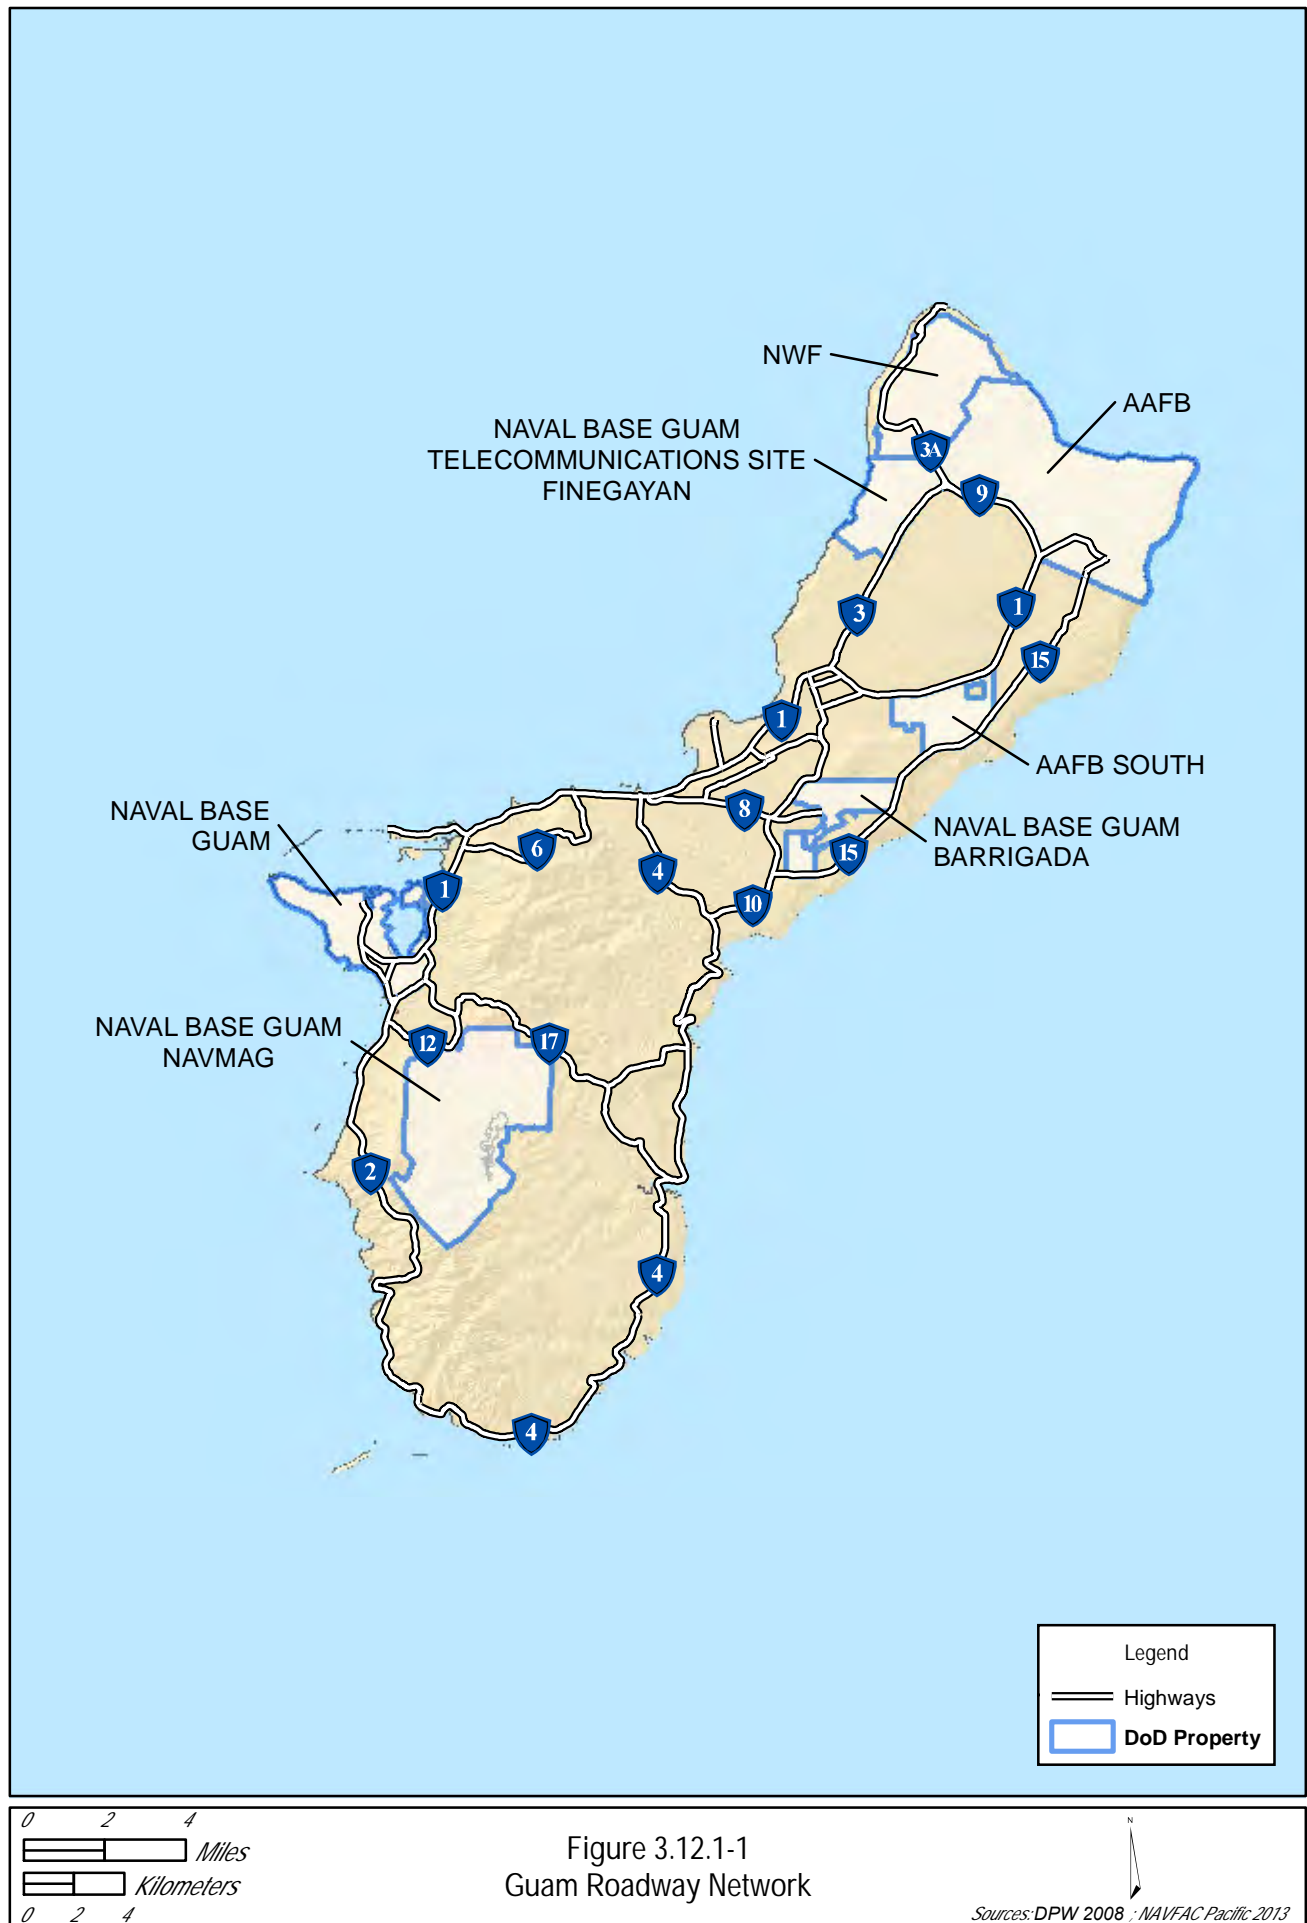 NWF
AAFB
NAVAL BASE GUAM
TELECOMMUNICATIONS SITE
FINEGAYAN
3A
9
3
1
15
1
AAFB SOUTH
NAVAL BASE
GUAM
8
NAVAL BASE GUAM
BARRIGADA
6
15
4
1
10
NAVAL BASE GUAM
NAVMAG
12
17
2
4
4
Legend
Highways
DoD Property
0 2 4
Miles
Kilometers
0 2 4
Figure 3.12.1-1
Guam Roadway Network
N
Sources: DPW 2008 ; NAVFAC Pacific 2013